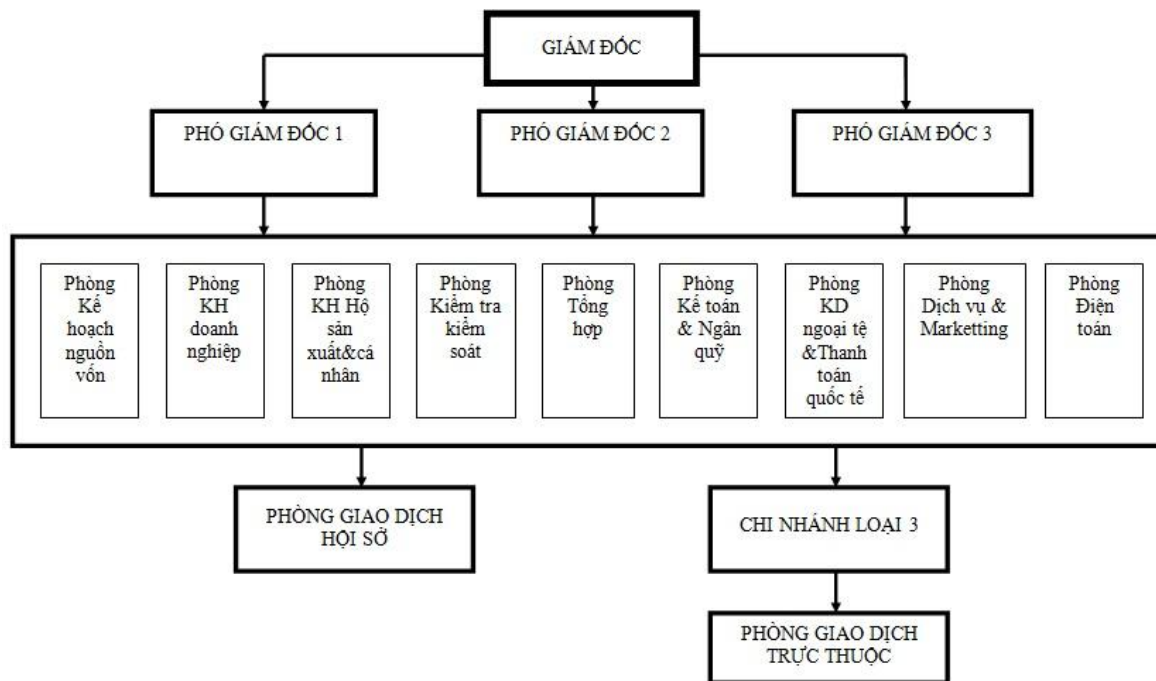 GIÁM ĐỐC
PHÓ GIÁM ĐỐC 1
PHÓ GIÁM ĐỐC 2
PHÓ GIÁM ĐỐC 3
Phòng
Kế
hoạch
nguồn
vốn
Phòng
KH
doanh
nghiệp
Phòng
KH Hộ
sản
xuất&cá
nhân
Phòng
Kiểm tra
kiểm
soát
Phòng
Tổng
hợp
Phòng
Kế toán
& Ngân
quỹ
Phòng
KD
ngoại tệ
&Thanh
toán
quốc tế
Phòng
Dịch vụ &
Marketting
Phòng
Điện
toán
PHÒNG GIAO DỊCH
HỘI SỞ
CHI NHÁNH LOẠI 3
PHÒNG GIAO DỊCH
TRỰC THUỘC